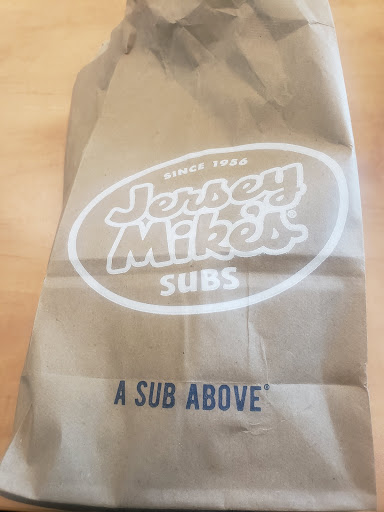 SINCE 1956
Jersey
Mike's®
SUBS
A SUB ABOVE®